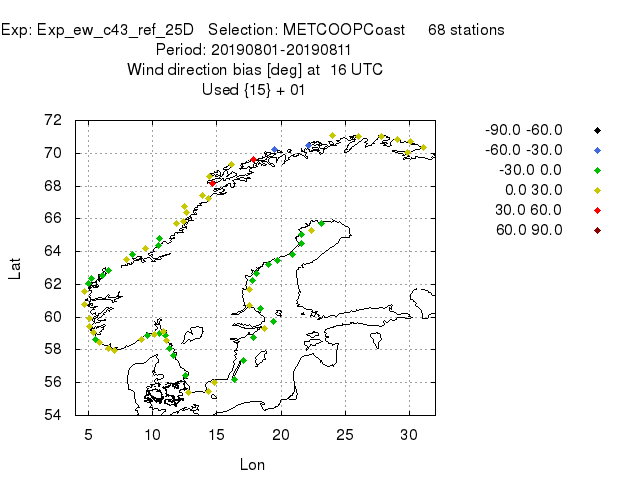 Exp: Exp_ew_c43_ref_25D Selection: METCOOPCoast 68 stations
Period: 20190801-20190811
Wind direction bias [deg] at 16 UTC
Used {15} + 01
72
70
68
66
64
62
60
58
56
54
Lat
5 10 15 20 25 30
Lon
-90.0 -60.0
-60.0 -30.0
-30.0 0.0
0.0 30.0
30.0 60.0
60.0 90.0